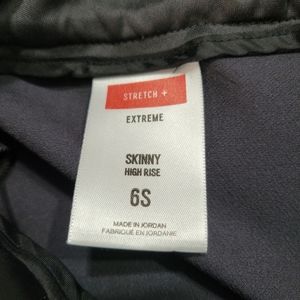 STRETCH +
EXTREME
SKINNY
HIGH RISE
6S
MADE IN JORDAN
FABRIQUÉ EN JORDANIE